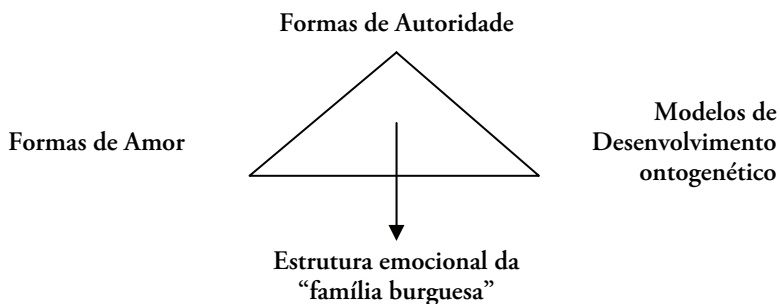 Formas de Autoridade
Formas de Amor
Modelos de
Desenvolvimento
ontogenético
Estrutura emocional da
“família burguesa”